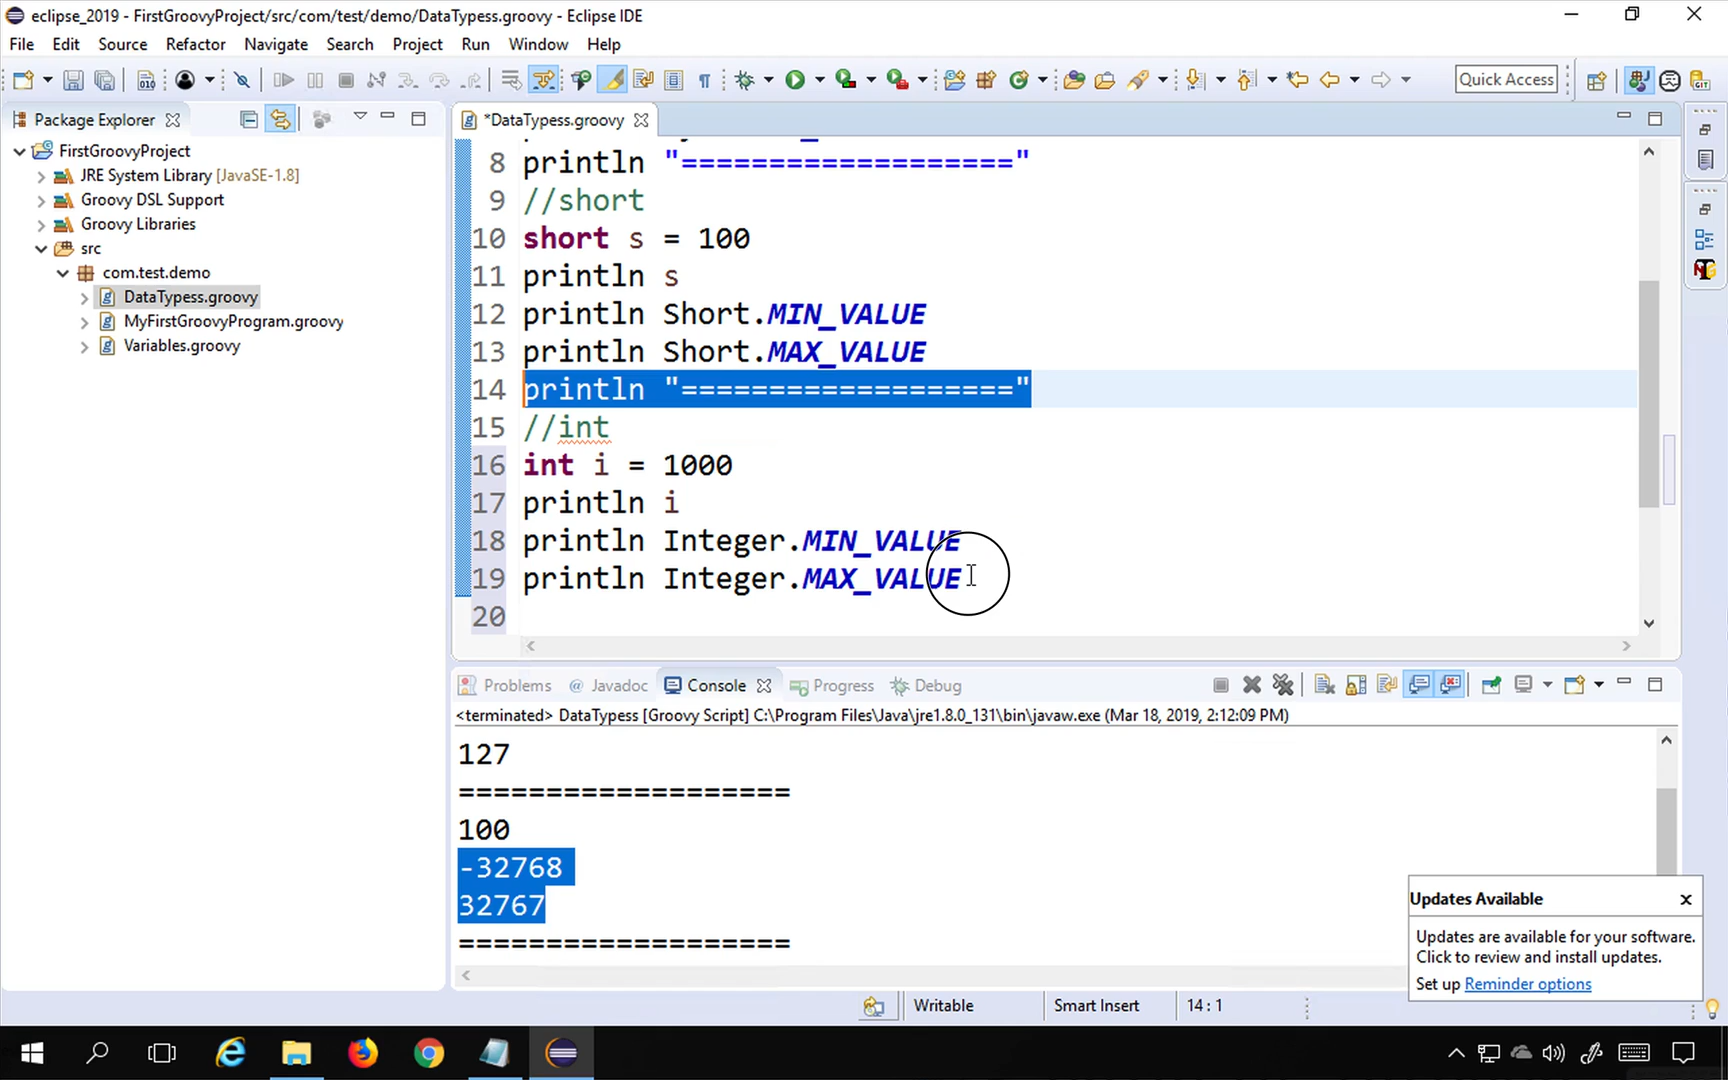 eclipse_2019 - FirstGroovyProject/src/com/test/demo/DataTypess.groovy - Eclipse IDE
File Edit Source Refactor Navigate Search Project Run Window Help
Quick Access
Package Explorer
FirstGroovyProject
JRE System Library [JavaSE-1.8]
Groovy DSL Support
Groovy Libraries
src
com.test.demo
DataTypess.groovy
MyFirstGroovyProgram.groovy
Variables.groovy
*DataTypess.groovy
8 println "==================="
9 //short
10 short s = 100
11 println s
12 println Short.MIN_VALUE
13 println Short.MAX_VALUE
14 println "==================="
15 //int
16 int i = 1000
17 println i
18 println Integer.MIN_VALUE
19 println Integer.MAX_VALUE
20
Problems @ Javadoc Console Progress Debug
<terminated> DataTypess [Groovy Script] C:\Program Files\Java\jre1.8.0_131\bin\javaw.exe (Mar 18, 2019, 2:12:09 PM)
127
===================
100
-32768
32767
===================
Updates Available
Updates are available for your software.
Click to review and install updates.
Set up Reminder options
Writable Smart Insert 14 : 1